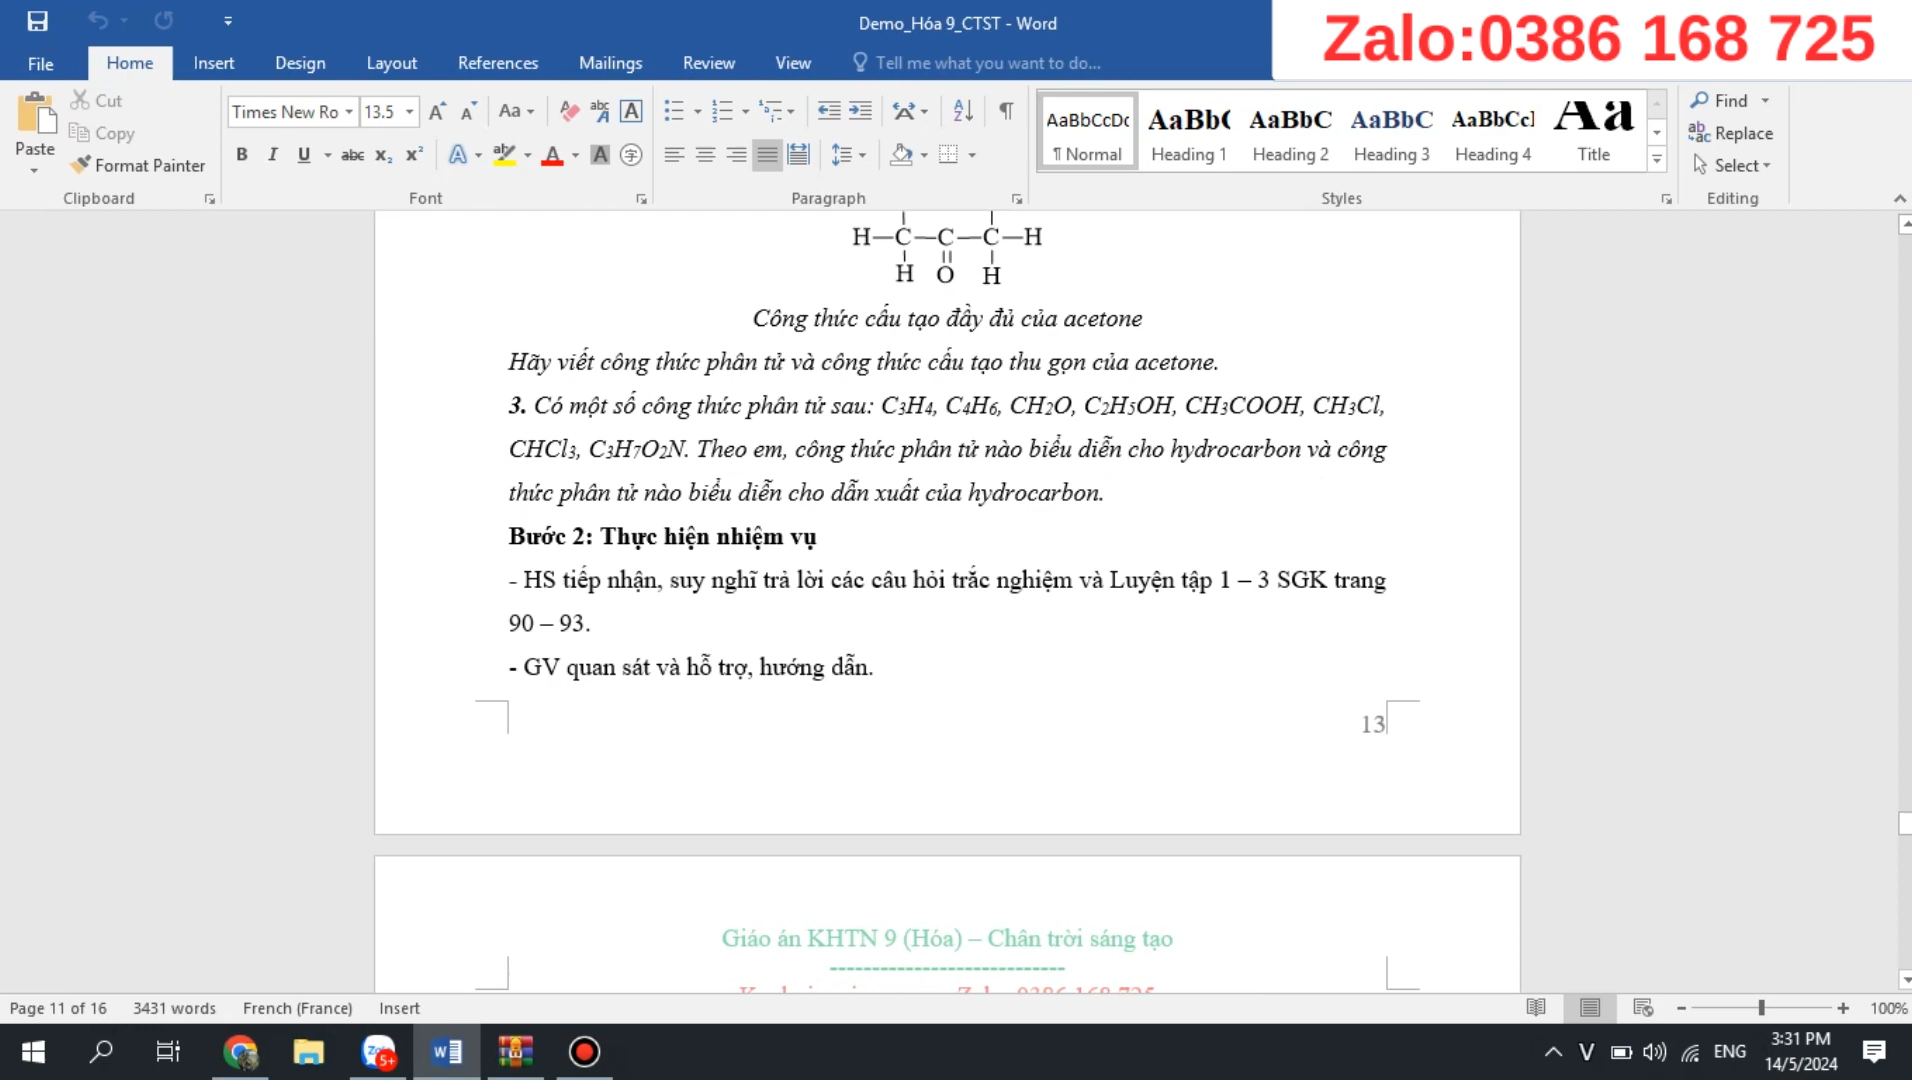 Demo_Hóa 9_CTST - Word
Zalo:0386 168 725
File Home Insert Design Layout References Mailings Review View Tell me what you want to do...
Paste Cut
Copy
Format Painter
Clipboard
Times New Ro 13.5
Font
Paragraph
AaBbCcDc AaBb( AaBbC AaBbC AaBbCcI Aa
¶ Normal Heading 1 Heading 2 Heading 3 Heading 4 Title
Styles
Find
Replace
Select
Editing
H—C—C—C—H
H O H
Công thức cấu tạo đầy đủ của acetone
Hãy viết công thức phân tử và công thức cấu tạo thu gọn của acetone.
3. Có một số công thức phân tử sau: C₃H₄, C₄H₆, CH₂O, C₂H₅OH, CH₃COOH, CH₃Cl,
CHCl₃, C₃H₇O₂N. Theo em, công thức phân tử nào biểu diễn cho hydrocarbon và công
thức phân tử nào biểu diễn cho dẫn xuất của hydrocarbon.
Bước 2: Thực hiện nhiệm vụ
- HS tiếp nhận, suy nghĩ trả lời các câu hỏi trắc nghiệm và Luyện tập 1 – 3 SGK trang
90 – 93.
- GV quan sát và hỗ trợ, hướng dẫn.
13
Giáo án KHTN 9 (Hóa) – Chân trời sáng tạo
---------------------------
Zalo 0386 168 725
Page 11 of 16 3431 words French (France) Insert 100%
ENG
3:31 PM
14/5/2024